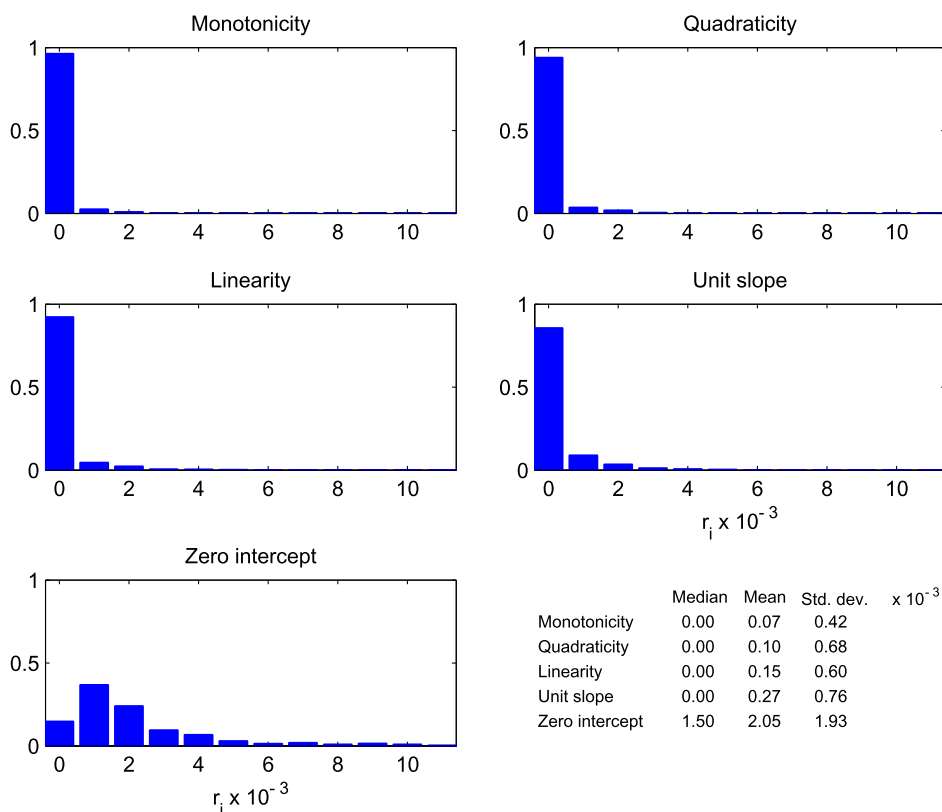 Monotonicity
1
0.5
0
0 2 4 6 8 10
Quadraticity
1
0.5
0
0 2 4 6 8 10
Linearity
1
0.5
0
0 2 4 6 8 10
Unit slope
1
0.5
0
0 2 4 6 8 10
r_i x 10^-3
Zero intercept
1
0.5
0
0 2 4 6 8 10
r_i x 10^-3
Median Mean Std. dev. x 10^-3
Monotonicity 0.00 0.07 0.42
Quadraticity 0.00 0.10 0.68
Linearity 0.00 0.15 0.60
Unit slope 0.00 0.27 0.76
Zero intercept 1.50 2.05 1.93